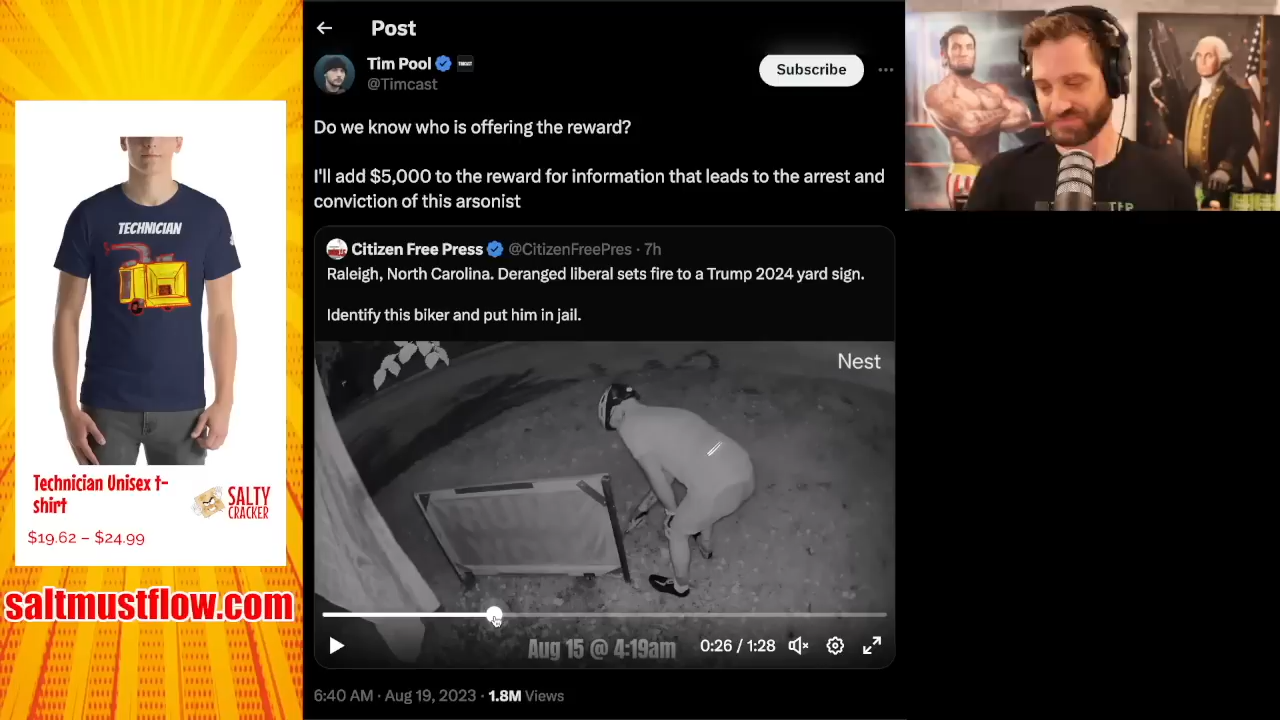 Post
Tim Pool
@Timcast
Subscribe
Do we know who is offering the reward?
I'll add $5,000 to the reward for information that leads to the arrest and
conviction of this arsonist
Citizen Free Press @CitizenFreePres · 7h
Raleigh, North Carolina. Deranged liberal sets fire to a Trump 2024 yard sign.
Identify this biker and put him in jail.
Nest
Aug 15 @ 4:19am
0:26 / 1:28
6:40 AM · Aug 19, 2023 · 1.8M Views
TECHNICIAN
Technician Unisex t-
shirt
SALTY
CRACKER
$19.62 – $24.99
saltmustflow.com